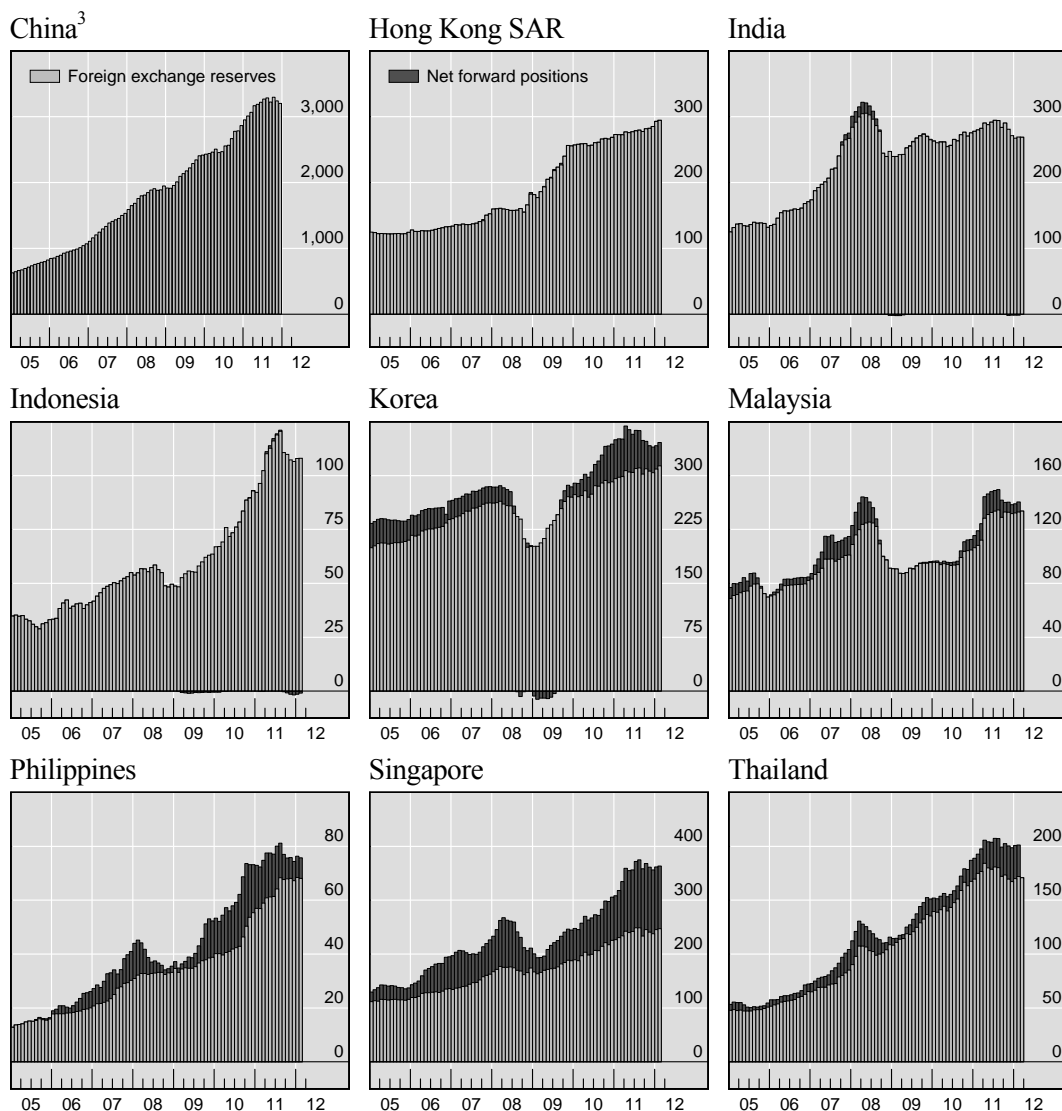 China³ Hong Kong SAR India
Foreign exchange reserves Net forward positions
3,000 300 300
2,000 200 200
1,000 100 100
0 0 0
05 06 07 08 09 10 11 12 05 06 07 08 09 10 11 12 05 06 07 08 09 10 11 12
Indonesia Korea Malaysia
100 300 160
75 225 120
50 150 80
25 75 40
0 0 0
05 06 07 08 09 10 11 12 05 06 07 08 09 10 11 12 05 06 07 08 09 10 11 12
Philippines Singapore Thailand
80 400 200
60 300 150
40 200 100
20 100 50
0 0 0
05 06 07 08 09 10 11 12 05 06 07 08 09 10 11 12 05 06 07 08 09 10 11 12